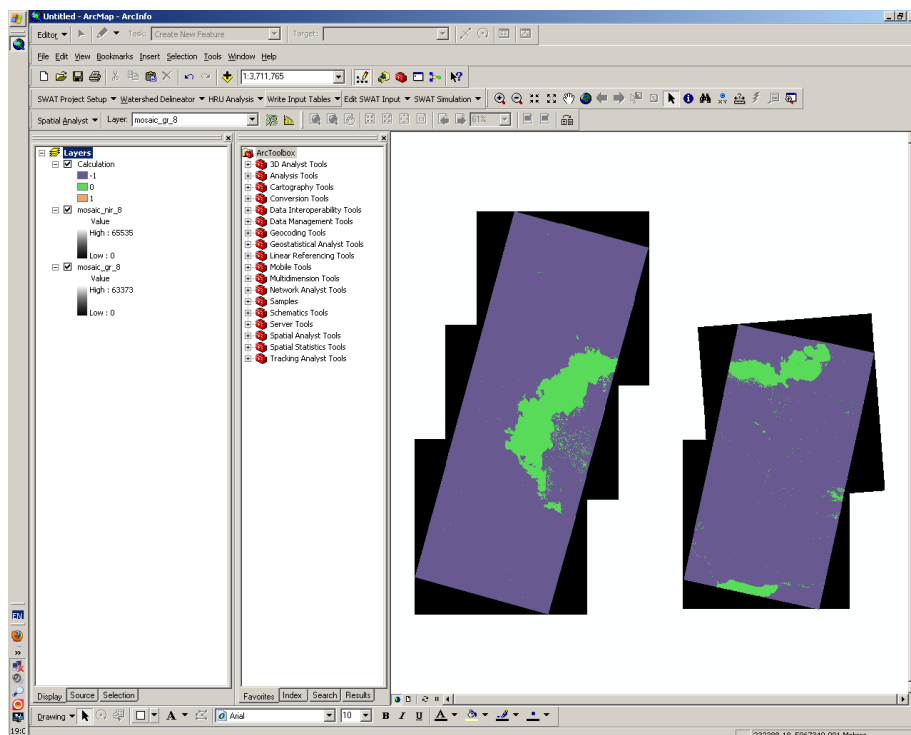 Untitled - ArcMap - ArcInfo
Editor Task: Create New Feature Target:
File Edit View Bookmarks Insert Selection Tools Window Help
1:3,711,765
SWAT Project Setup Watershed Delineator HRU Analysis Write Input Tables Edit SWAT Input SWAT Simulation
Spatial Analyst Layer: mosaic_gr_8 61%
Layers
Calculation
-1
0
1
mosaic_nir_8
Value
High : 65535
Low : 0
mosaic_gr_8
Value
High : 63373
Low : 0
ArcToolbox
3D Analyst Tools
Analysis Tools
Cartography Tools
Conversion Tools
Data Interoperability Tools
Data Management Tools
Geocoding Tools
Geostatistical Analyst Tools
Linear Referencing Tools
Mobile Tools
Multidimension Tools
Network Analyst Tools
Samples
Schematics Tools
Server Tools
Spatial Analyst Tools
Spatial Statistics Tools
Tracking Analyst Tools
Display Source Selection
Favorites Index Search Results
Drawing A Arial 10 B I U A
EN